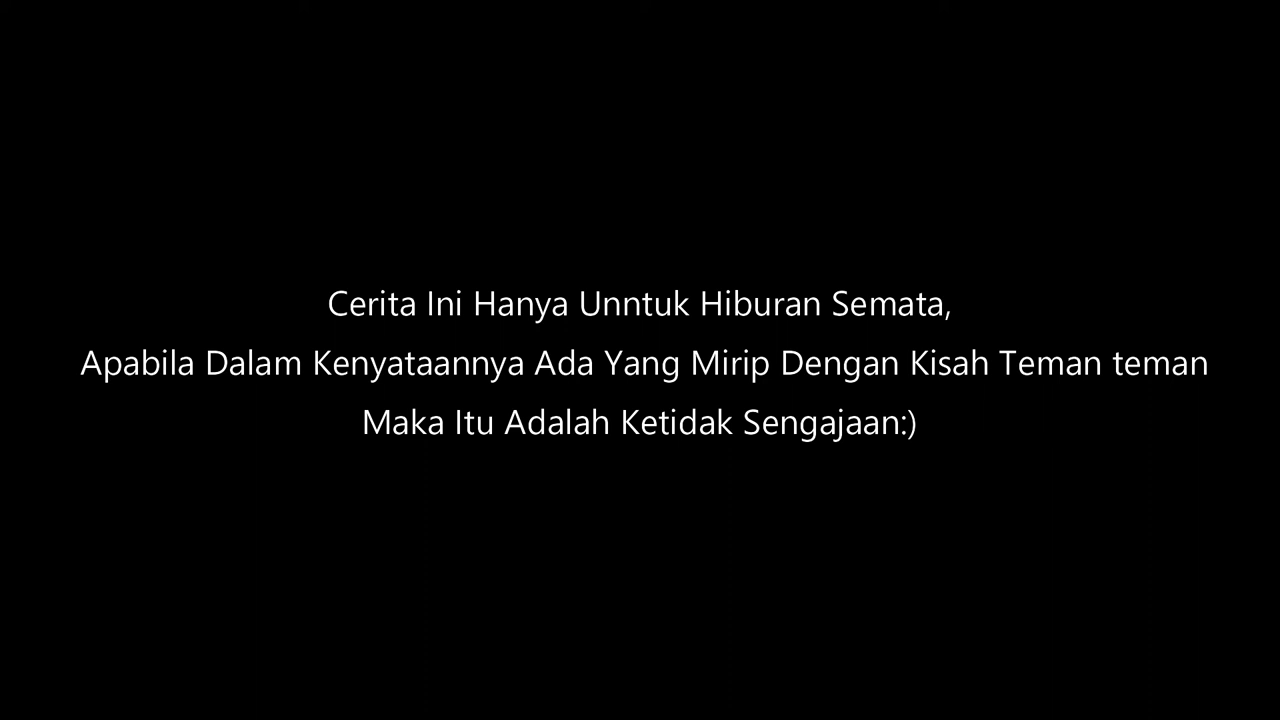 Cerita Ini Hanya Unntuk Hiburan Semata,
Apabila Dalam Kenyataannya Ada Yang Mirip Dengan Kisah Teman teman
Maka Itu Adalah Ketidak Sengajaan:)